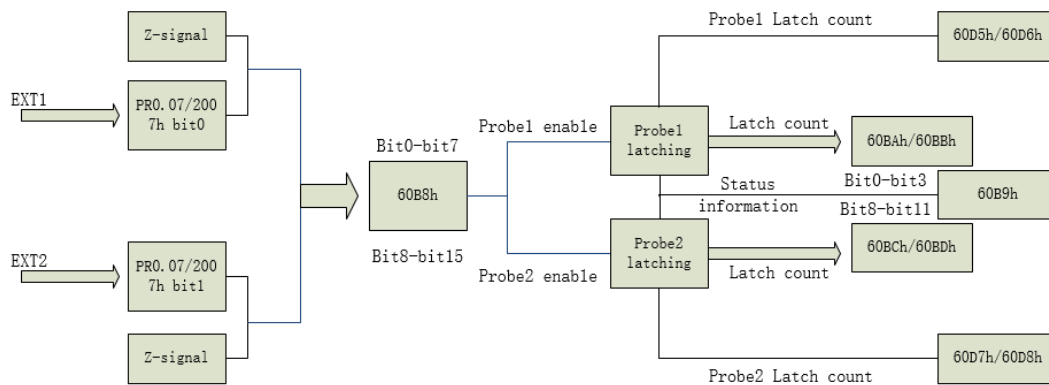 Z-signal
EXT1
PR0.07/200
7h bit0
EXT2
PR0.07/200
7h bit1
Z-signal
Bit0-bit7
60B8h
Bit8-bit15
Probe1 enable
Probe2 enable
Probe1 Latch count
60D5h/60D6h
Probe1
latching
Latch count
60BAh/60BBh
Status
information
Bit0-bit3
Bit8-bit11
60B9h
Probe2
latching
Latch count
60BCh/60BDh
Probe2 Latch count
60D7h/60D8h